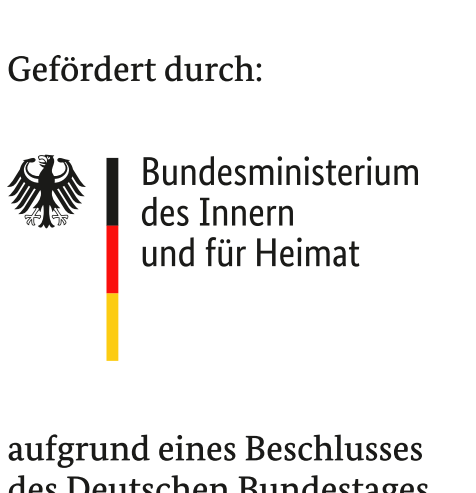 Gefördert durch:
Bundesministerium
des Innern
und für Heimat
aufgrund eines Beschlusses
des Deutschen Bundestages